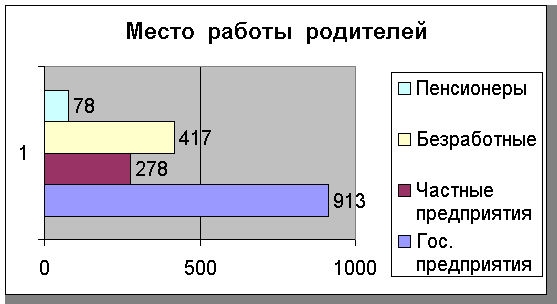 Место работы родителей
78
417
1
278
913
0 500 1000
Пенсионеры
Безработные
Частные
предприятия
Гос.
предприятия